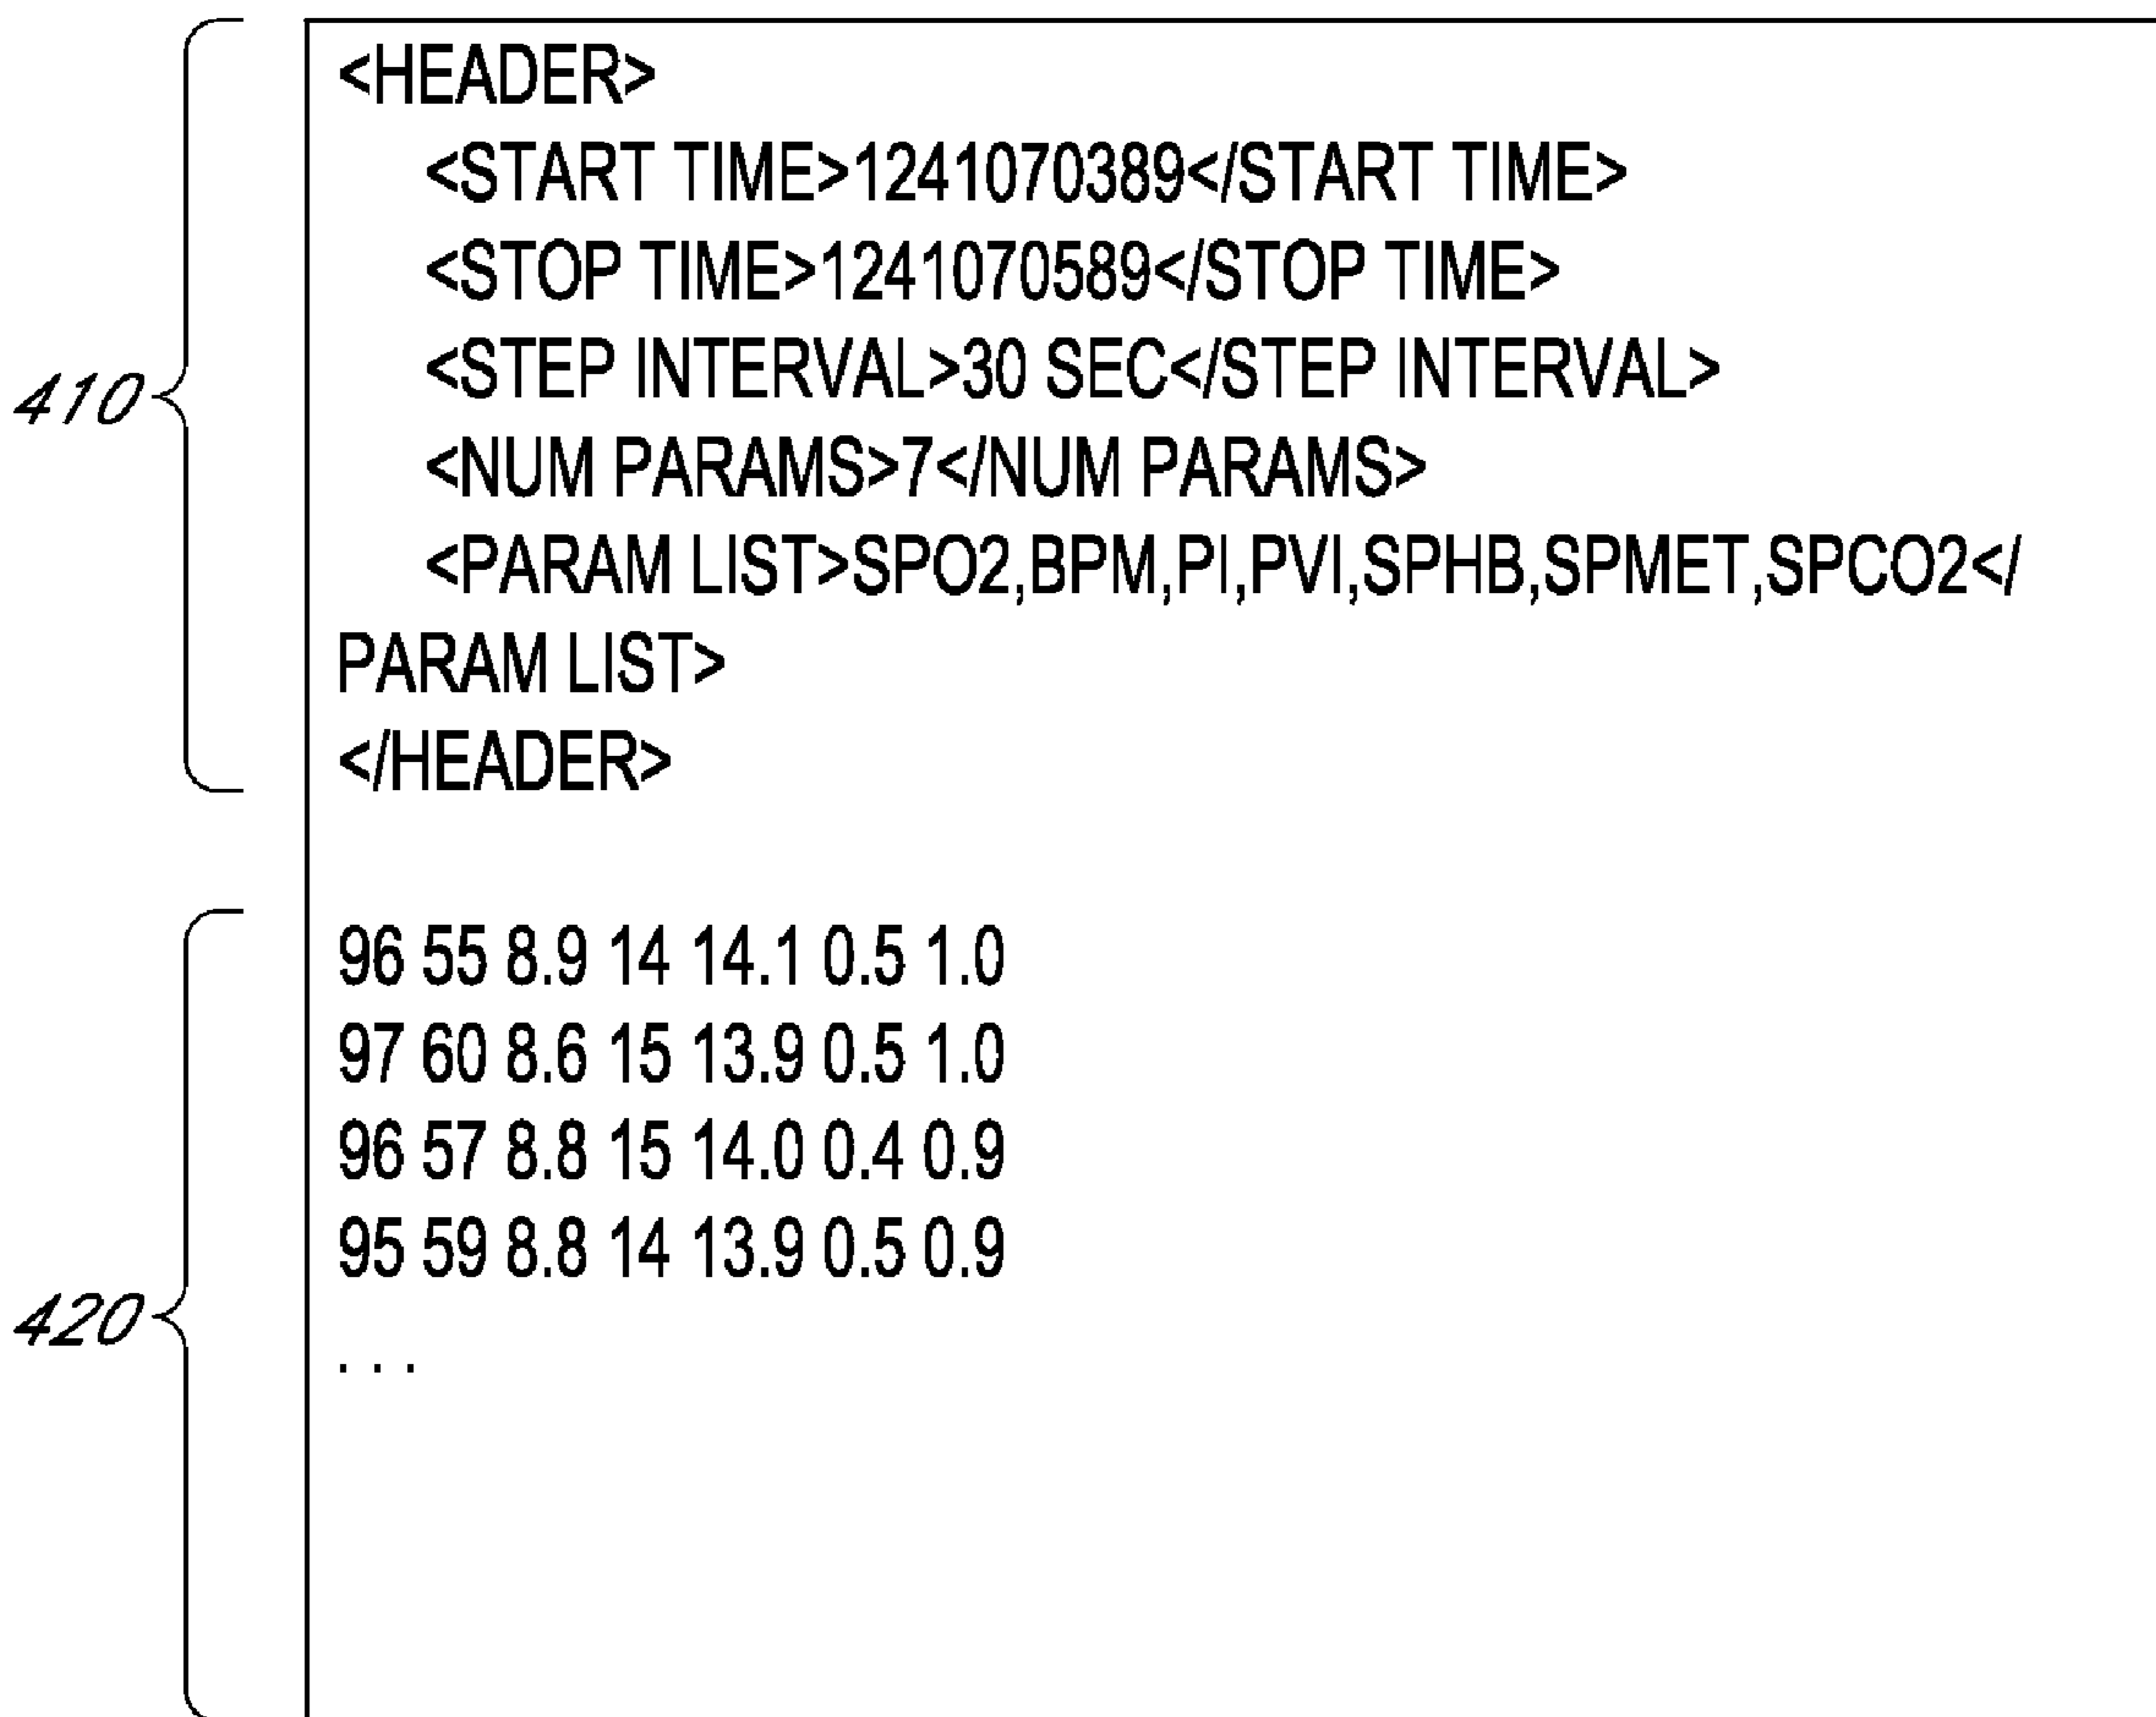 <HEADER>
<START TIME>1241070389</START TIME>
<STOP TIME>1241070589</STOP TIME>
<STEP INTERVAL>30 SEC</STEP INTERVAL>
<NUM PARAMS>7</NUM PARAMS>
<PARAM LIST>SPO2,BPM,PI,PVI,SPHB,SPMET,SPCO2</
PARAM LIST>
</HEADER>
410
96 55 8.9 14 14.1 0.5 1.0
97 60 8.6 15 13.9 0.5 1.0
96 57 8.8 15 14.0 0.4 0.9
95 59 8.8 14 13.9 0.5 0.9
. . .
420